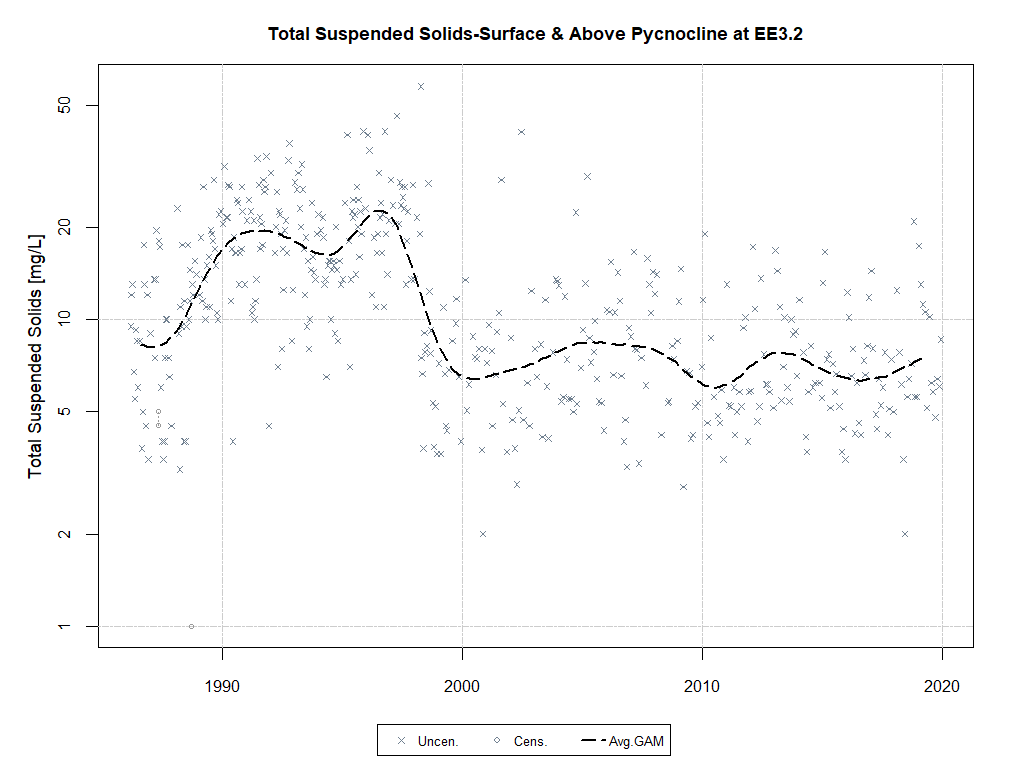 Total Suspended Solids-Surface & Above Pycnocline at EE3.2
Total Suspended Solids [mg/L]
50
20
10
5
2
1
1990 2000 2010 2020
Uncen. Cens. Avg.GAM